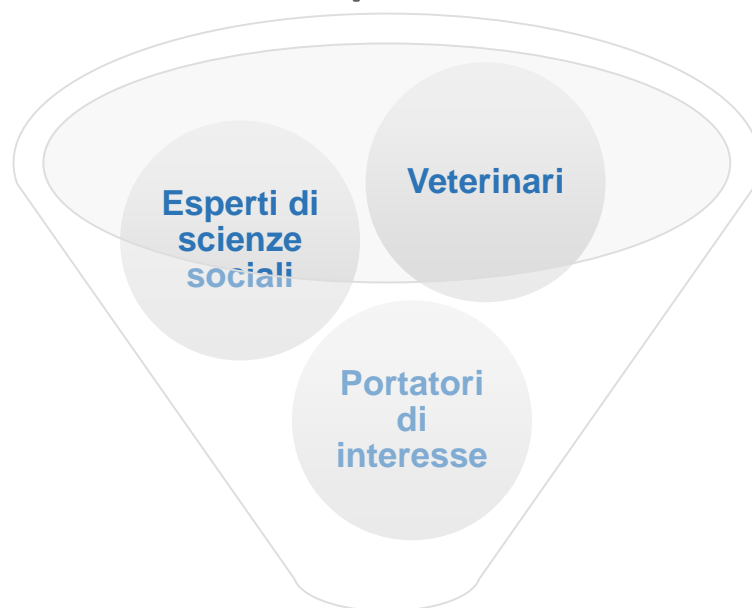 Veterinari
Esperti di
scienze
sociali
Portatori
di
interesse